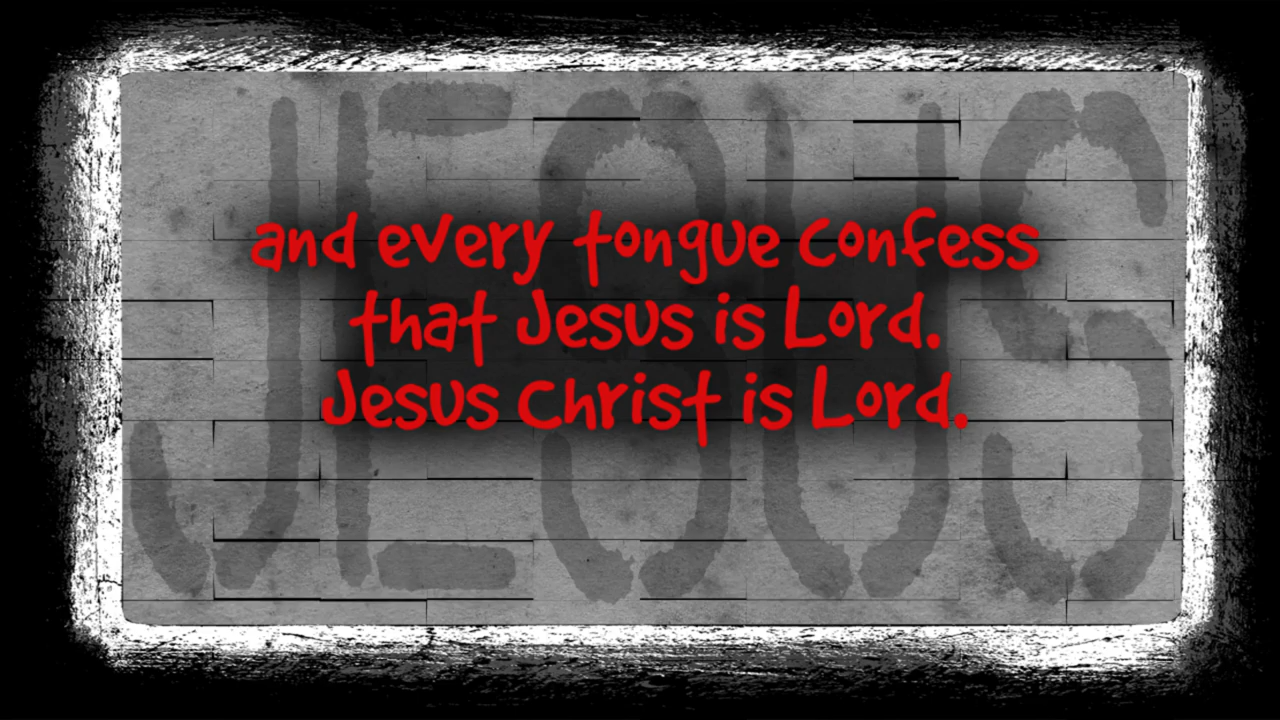 JESUS
and every tongue confess
that Jesus is Lord.
Jesus Christ is Lord.